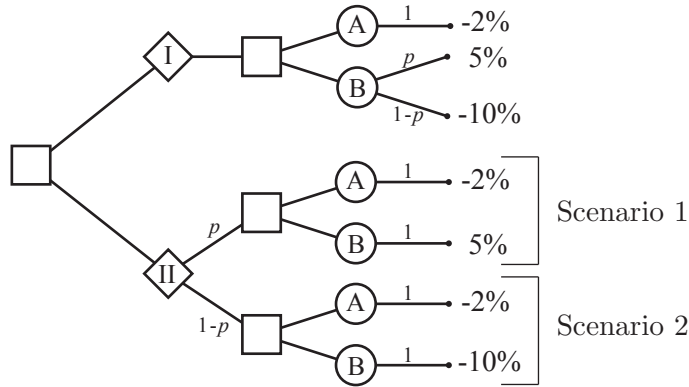 1
A -2%
I
p 5%
B
1-p -10%
1
A -2%
p
1
B 5%
Scenario 1
II
1
A -2%
1-p
1
B -10%
Scenario 2